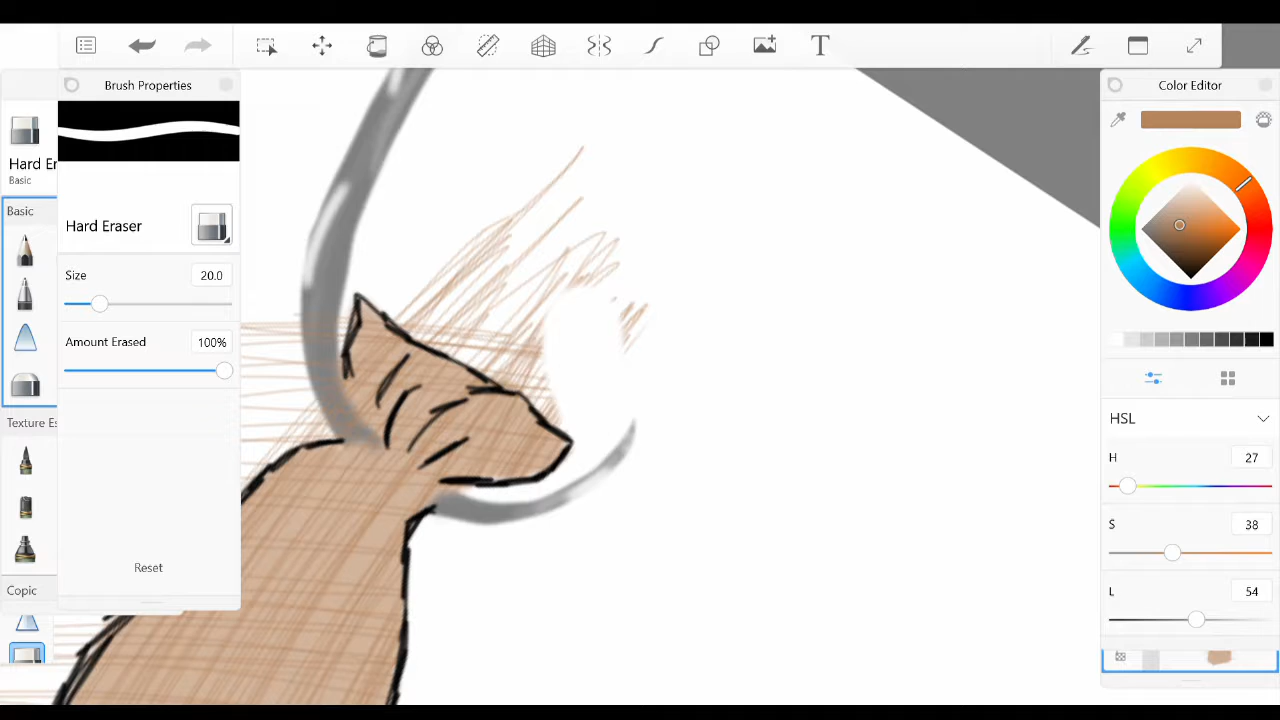 Brush Properties
Color Editor
T
Hard Er
Basic
Basic
Hard Eraser
Size
20.0
Amount Erased
100%
Texture Es
Reset
Copic
HSL
H
27
S
38
L
54